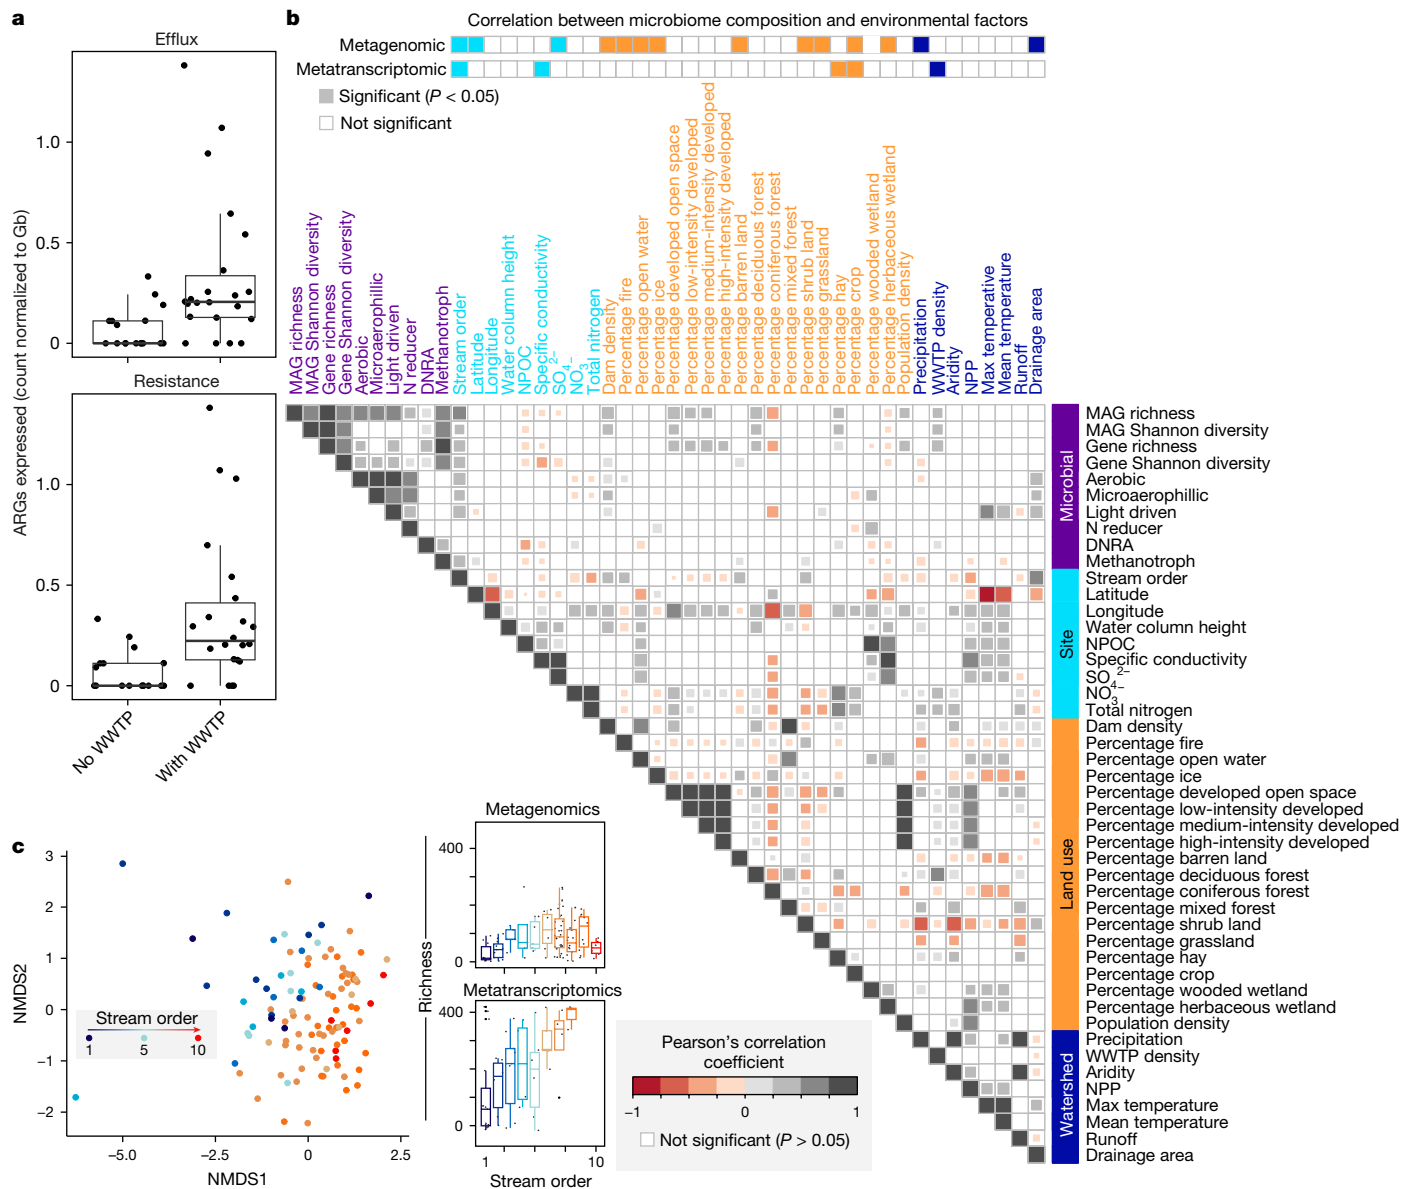 a
Efflux
1.0
0.5
0
Resistance
1.0
0.5
0
ARGs expressed (count normalized to Gb)
No WWTP
With WWTP
b
Correlation between microbiome composition and environmental factors
Metagenomic
Metatranscriptomic
Significant (P < 0.05)
Not significant
MAG richness
MAG Shannon diversity
Gene richness
Gene Shannon diversity
Aerobic
Microaerophillic
Light driven
N reducer
DNRA
Methanotroph
Stream order
Latitude
Longitude
Water column height
NPOC
Specific conductivity
SO4 2−
NO3 −
Total nitrogen
Dam density
Percentage fire
Percentage open water
Percentage ice
Percentage developed open space
Percentage low-intensity developed
Percentage medium-intensity developed
Percentage high-intensity developed
Percentage barren land
Percentage deciduous forest
Percentage coniferous forest
Percentage mixed forest
Percentage shrub land
Percentage grassland
Percentage hay
Percentage crop
Percentage wooded wetland
Percentage herbaceous wetland
Population density
Precipitation
WWTP density
Aridity
NPP
Max temperative
Mean temperature
Runoff
Drainage area
Microbial
Site
Land use
Watershed
MAG richness
MAG Shannon diversity
Gene richness
Gene Shannon diversity
Aerobic
Microaerophillic
Light driven
N reducer
DNRA
Methanotroph
Stream order
Latitude
Longitude
Water column height
NPOC
Specific conductivity
SO4 2−
NO3 −
Total nitrogen
Dam density
Percentage fire
Percentage open water
Percentage ice
Percentage developed open space
Percentage low-intensity developed
Percentage medium-intensity developed
Percentage high-intensity developed
Percentage barren land
Percentage deciduous forest
Percentage coniferous forest
Percentage mixed forest
Percentage shrub land
Percentage grassland
Percentage hay
Percentage crop
Percentage wooded wetland
Percentage herbaceous wetland
Population density
Precipitation
WWTP density
Aridity
NPP
Max temperature
Mean temperature
Runoff
Drainage area
Pearson's correlation
coefficient
−1
0
1
Not significant (P > 0.05)
c
3
2
1
0
−1
−2
NMDS2
Stream order
1
5
10
−5.0
−2.5
0
2.5
NMDS1
Metagenomics
400
0
Richness
Metatranscriptomics
400
0
1
10
Stream order